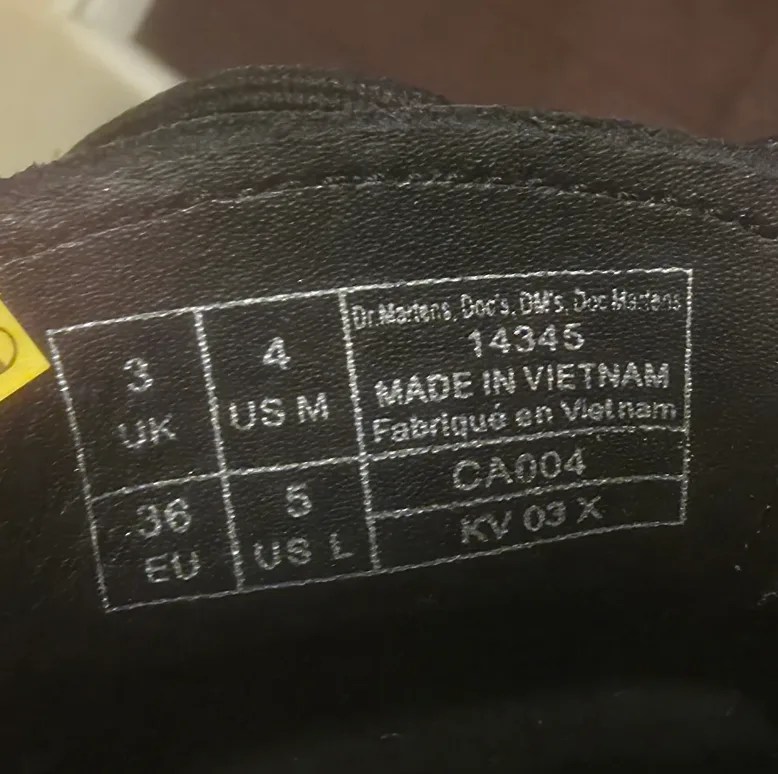 3
UK
4
US M
36
EU
5
US L
Dr.Martens, Doc's, DM's, Doc Martens
14345
MADE IN VIETNAM
Fabriqué en Vietnam
CA004
KV 03 X